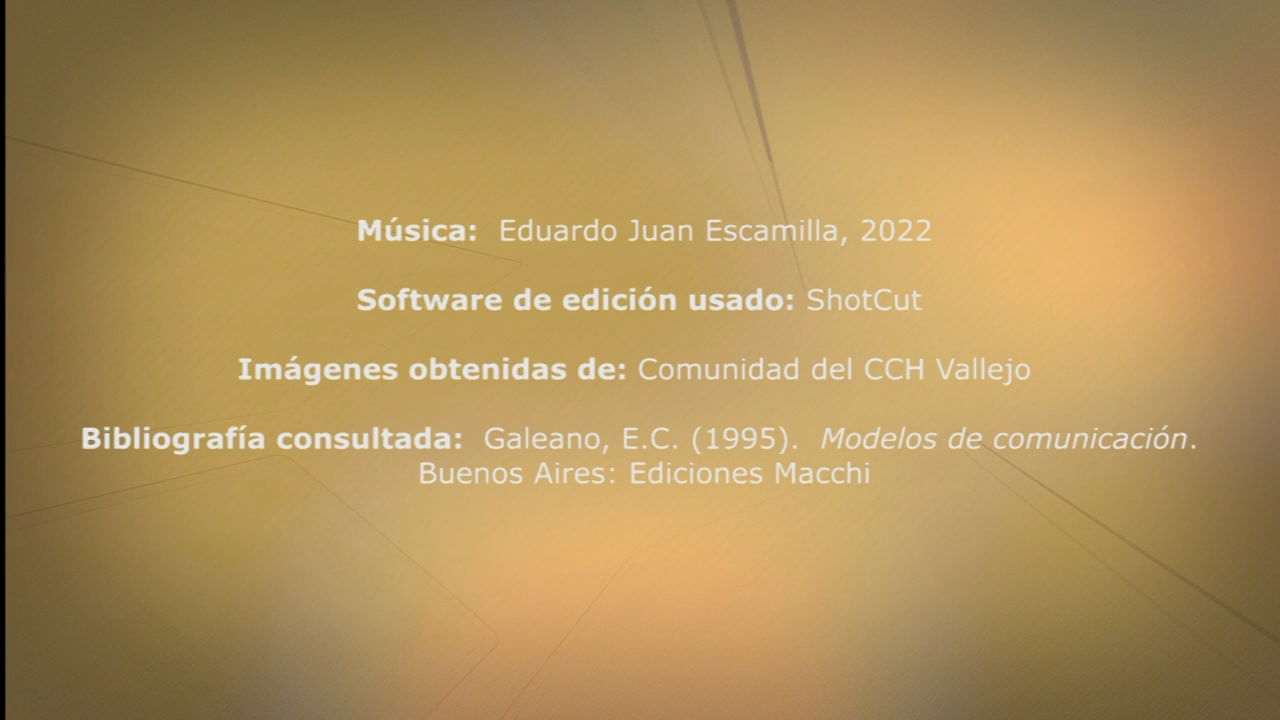 Música: Eduardo Juan Escamilla, 2022
Software de edición usado: ShotCut
Imágenes obtenidas de: Comunidad del CCH Vallejo
Bibliografía consultada: Galeano, E.C. (1995). Modelos de comunicación.
Buenos Aires: Ediciones Macchi